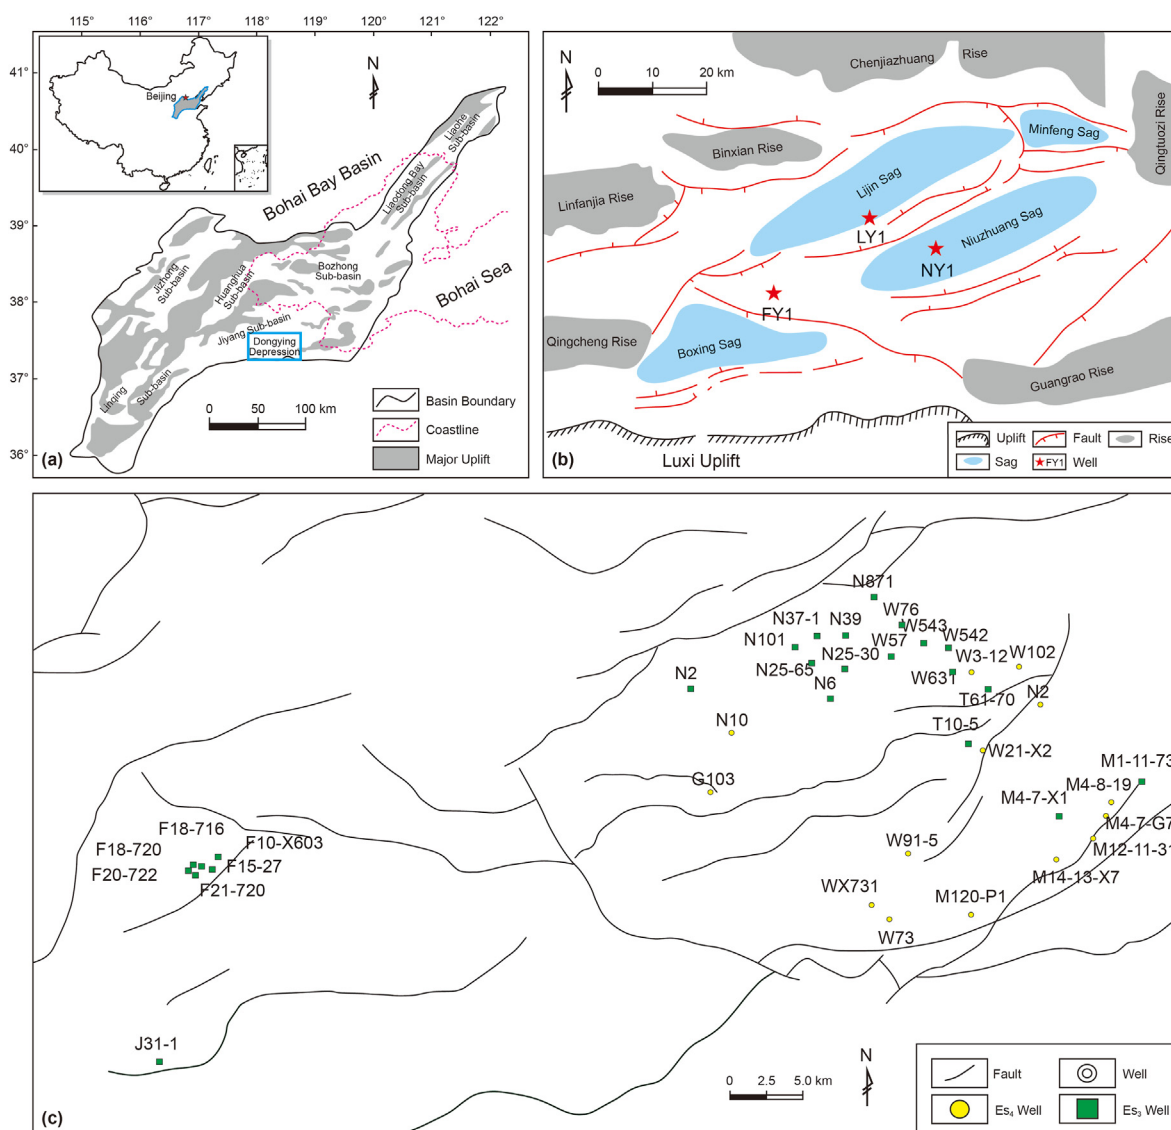 115° 116° 117° 118° 119° 120° 121° 122°
41°
40°
39°
38°
37°
36°
Beijing
N
Bohai Bay Basin
Bohai Sea
Liaohe
Sub-basin
Liaodong Bay
Sub-basin
Jizhong
Sub-basin
Huanghua
Sub-basin
Bozhong
Sub-basin
Jiyang Sub-basin
Dongying
Depression
Linqing
Sub-basin
0 50 100 km
Basin Boundary
Coastline
Major Uplift
(a)
N
0 10 20 km
Chenjiazhuang Rise
Qingtuozi Rise
Binxian Rise
Minfeng Sag
Linfanjia Rise
Lijin Sag
LY1
Niuzhuang Sag
NY1
FY1
Qingcheng Rise
Boxing Sag
Guangrao Rise
Luxi Uplift
Uplift
Fault
Rise
Sag
FY1
Well
(b)
N871
N37-1
N39
W76
W543
W542
N101
W57
N25-30
W3-12
W102
N25-65
W631
N2
N6
T61-70
N2
N10
T10-5
W21-X2
G103
M1-11-73
M4-8-19
M4-7-X1
M4-7-G7
M12-11-31
F18-716
F10-X603
F18-720
F15-27
F20-722
F21-720
W91-5
M14-13-X7
WX731
M120-P1
W73
J31-1
0 2.5 5.0 km
N
Fault
Well
Es4 Well
Es3 Well
(c)